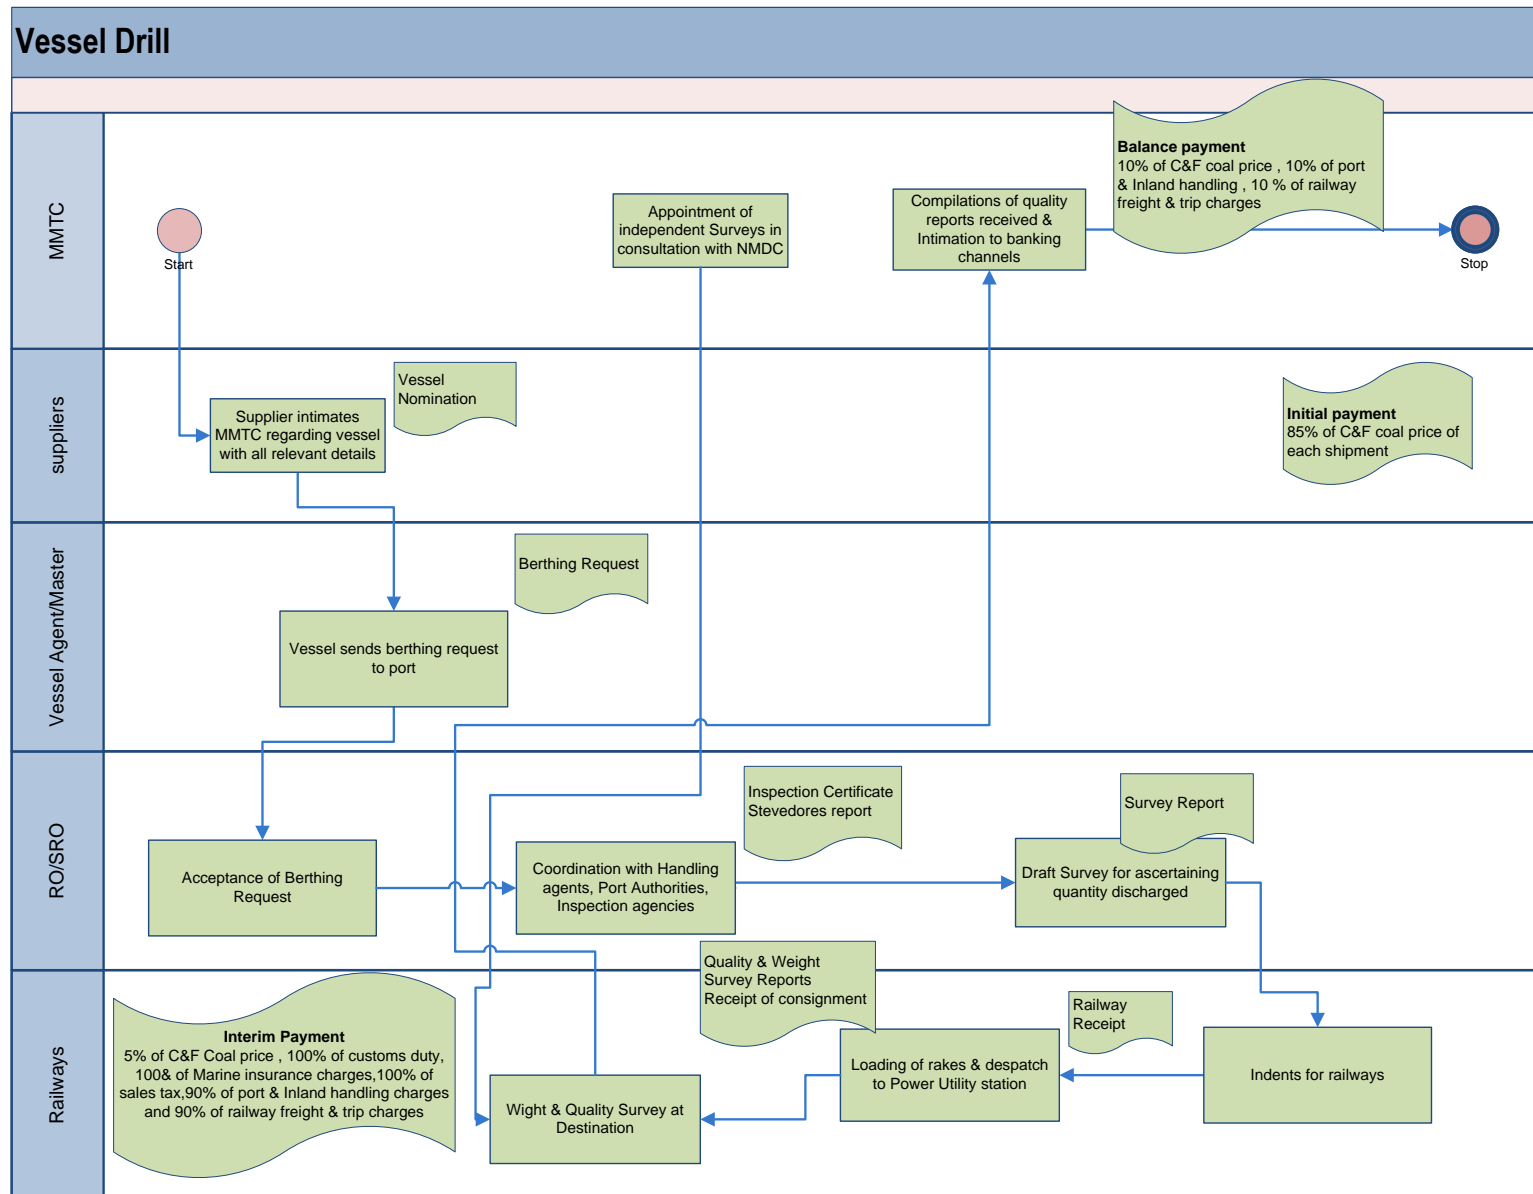 Vessel Drill
MMTC
Start
Appointment of
independent Surveys in
consultation with NMDC
Compilations of quality
reports received &
Intimation to banking
channels
Balance payment
10% of C&F coal price , 10% of port
& Inland handling , 10 % of railway
freight & trip charges
Stop
suppliers
Supplier intimates
MMTC regarding vessel
with all relevant details
Vessel
Nomination
Initial payment
85% of C&F coal price of
each shipment
Vessel Agent/Master
Berthing Request
Vessel sends berthing request
to port
RO/SRO
Acceptance of Berthing
Request
Coordination with Handling
agents, Port Authorities,
Inspection agencies
Inspection Certificate
Stevedores report
Survey Report
Draft Survey for ascertaining
quantity discharged
Railways
Interim Payment
5% of C&F Coal price , 100% of customs duty,
100& of Marine insurance charges,100% of
sales tax,90% of port & Inland handling charges
and 90% of railway freight & trip charges
Wight & Quality Survey at
Destination
Quality & Weight
Survey Reports
Receipt of consignment
Loading of rakes & despatch
to Power Utility station
Railway
Receipt
Indents for railways